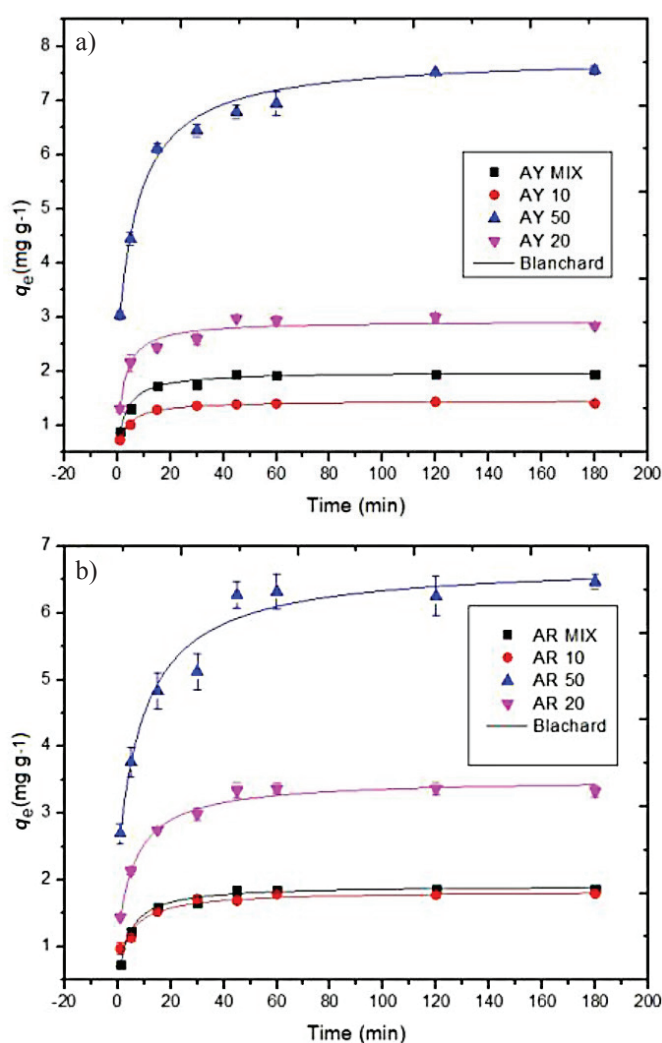 a)
8
7
6
5
4
3
2
1
qe(mg g-1)
AY MIX
AY 10
AY 50
AY 20
Blanchard
-20 0 20 40 60 80 100 120 140 160 180 200
Time (min)
b)
7
6
5
4
3
2
1
qe(mg g-1)
AR MIX
AR 10
AR 50
AR 20
Blachard
-20 0 20 40 60 80 100 120 140 160 180 200
Time (min)